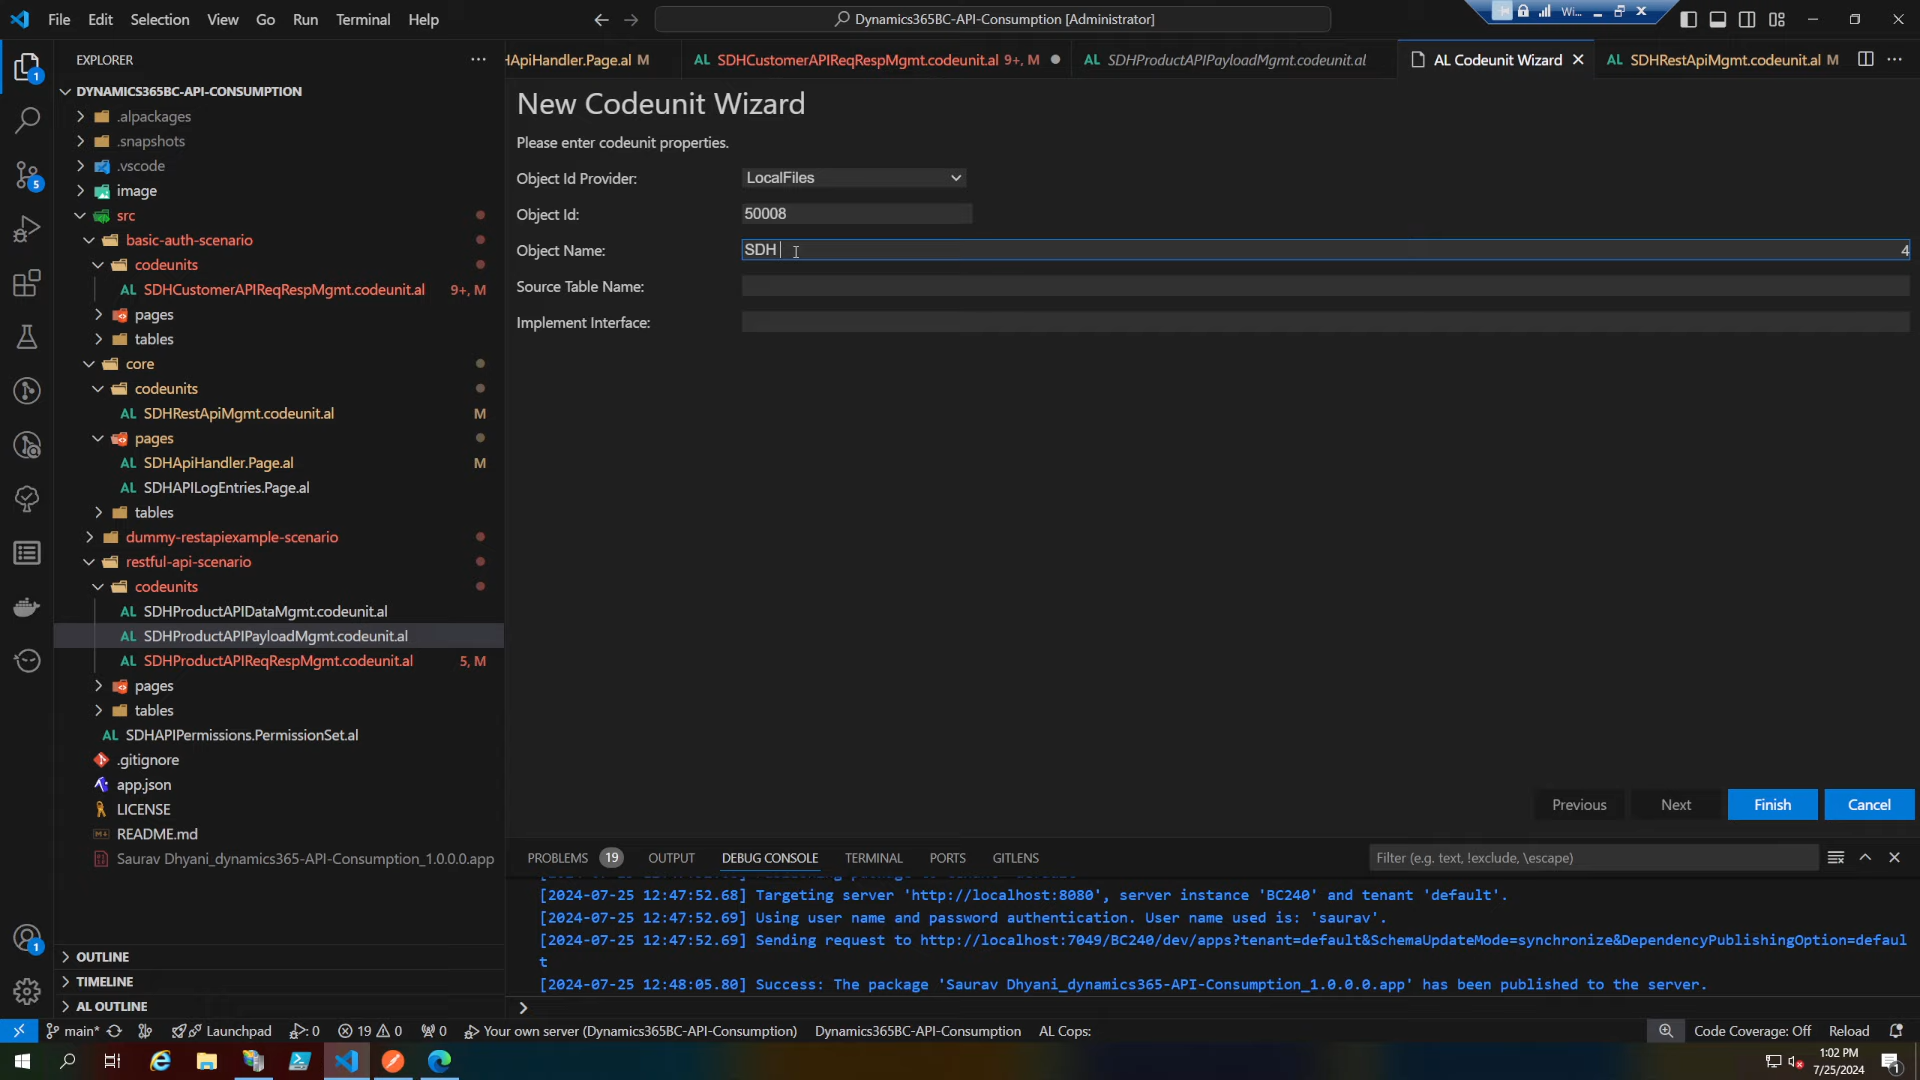 File Edit Selection View Go Run Terminal Help
Dynamics365BC-API-Consumption [Administrator]
Wi...
EXPLORER
DYNAMICS365BC-API-CONSUMPTION
.alpackages
.snapshots
.vscode
image
src
basic-auth-scenario
codeunits
SDHCustomerAPIReqRespMgmt.codeunit.al 9+, M
pages
tables
core
codeunits
SDHRestApiMgmt.codeunit.al M
pages
SDHApiHandler.Page.al M
SDHAPILogEntries.Page.al
tables
dummy-restapiexample-scenario
restful-api-scenario
codeunits
SDHProductAPIDataMgmt.codeunit.al
SDHProductAPIPayloadMgmt.codeunit.al
SDHProductAPIReqRespMgmt.codeunit.al 5, M
pages
tables
SDHAPIPermissions.PermissionSet.al
.gitignore
app.json
LICENSE
README.md
Saurav Dhyani_dynamics365-API-Consumption_1.0.0.0.app
OUTLINE
TIMELINE
AL OUTLINE
HApiHandler.Page.al M
SDHCustomerAPIReqRespMgmt.codeunit.al 9+, M
SDHProductAPIPayloadMgmt.codeunit.al
AL Codeunit Wizard
SDHRestApiMgmt.codeunit.al M
New Codeunit Wizard
Please enter codeunit properties.
Object Id Provider: LocalFiles
Object Id: 50008
Object Name: SDH 4
Source Table Name:
Implement Interface:
Previous Next Finish Cancel
PROBLEMS 19 OUTPUT DEBUG CONSOLE TERMINAL PORTS GITLENS
Filter (e.g. text, !exclude, \escape)
[2024-07-25 12:47:52.68] Targeting server 'http://localhost:8080', server instance 'BC240' and tenant 'default'.
[2024-07-25 12:47:52.69] Using user name and password authentication. User name used is: 'saurav'.
[2024-07-25 12:47:52.69] Sending request to http://localhost:7049/BC240/dev/apps?tenant=default&SchemaUpdateMode=synchronize&DependencyPublishingOption=defaul
t
[2024-07-25 12:48:05.80] Success: The package 'Saurav Dhyani_dynamics365-API-Consumption_1.0.0.0.app' has been published to the server.
main* Launchpad 0 19 0 0 Your own server (Dynamics365BC-API-Consumption) Dynamics365BC-API-Consumption AL Cops: Code Coverage: Off Reload
1:02 PM
7/25/2024